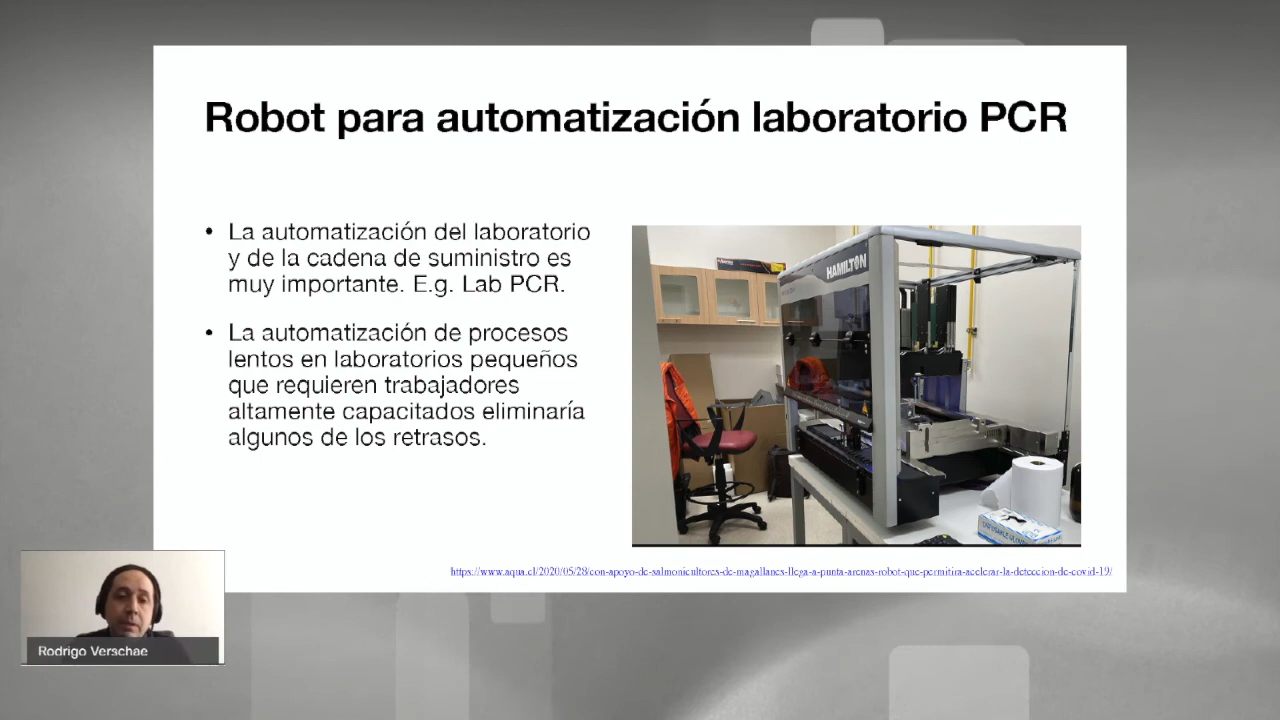 Robot para automatización laboratorio PCR
• La automatización del laboratorio
y de la cadena de suministro es
muy importante. E.g. Lab PCR.
• La automatización de procesos
lentos en laboratorios pequeños
que requieren trabajadores
altamente capacitados eliminaría
algunos de los retrasos.
HAMILTON
https://www.aqua.cl/2020/05/28/con-apoyo-de-salmonicultores-de-magallanes-llega-a-punta-arenas-robot-que-permitira-acelerar-la-deteccion-de-covid-19/
Rodrigo Verschae